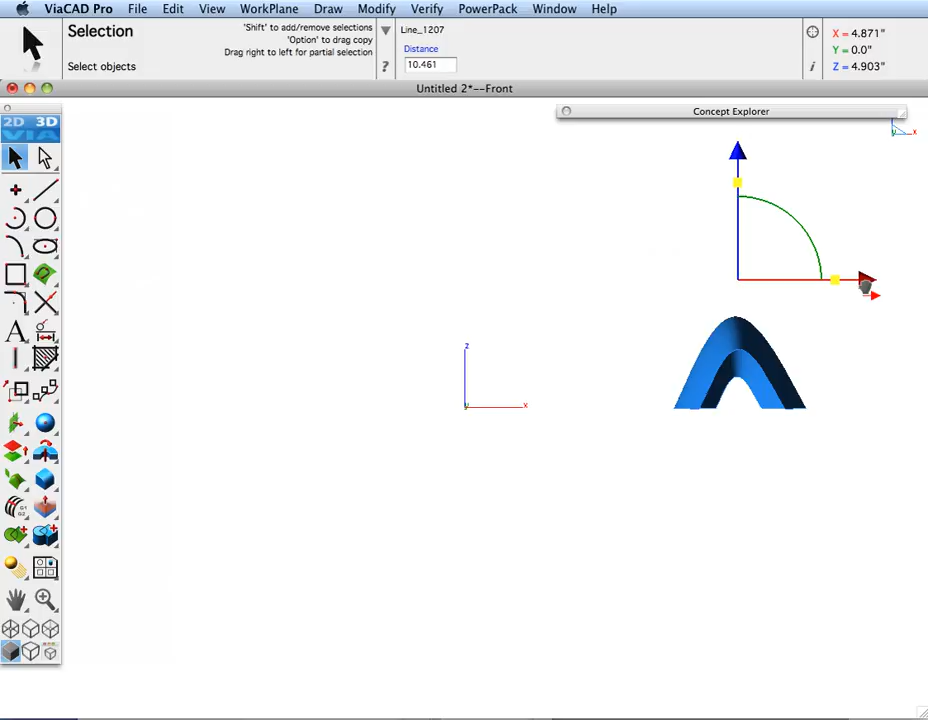 ViaCAD Pro File Edit View WorkPlane Draw Modify Verify PowerPack Window Help
Selection
Select objects
'Shift' to add/remove selections
'Option' to drag copy
Drag right to left for partial selection
?
Line_1207
Distance
10.461
i
X = 4.871"
Y = 0.0"
Z = 4.903"
Untitled 2*--Front
Concept Explorer
2D 3D
VIA
A
G1
G2
y x
z
y x